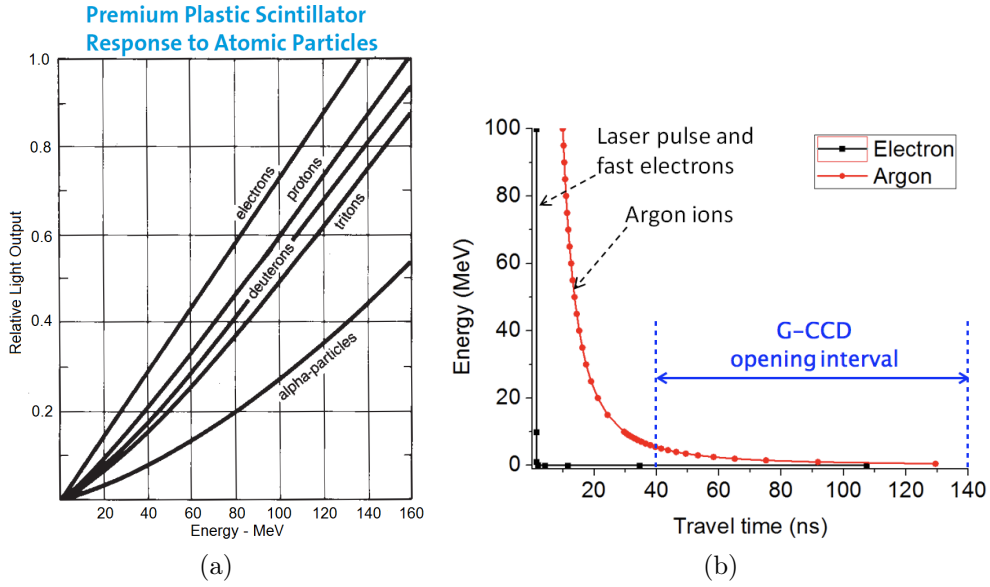 Premium Plastic Scintillator
Response to Atomic Particles
1.0
0.8
0.6
0.4
0.2
Relative Light Output
electrons
protons
deuterons
tritons
alpha-particles
20 40 60 80 100 120 140 160
Energy - MeV
(a)
100
80
60
40
20
0
Energy (MeV)
Laser pulse and
fast electrons
Argon ions
Electron
Argon
G-CCD
opening interval
20 40 60 80 100 120 140
Travel time (ns)
(b)